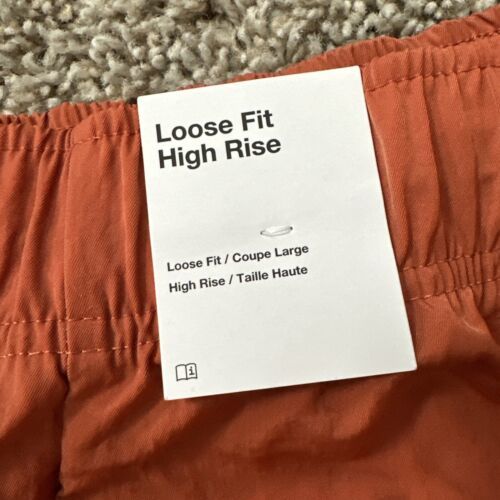 Loose Fit
High Rise
Loose Fit / Coupe Large
High Rise / Taille Haute
i